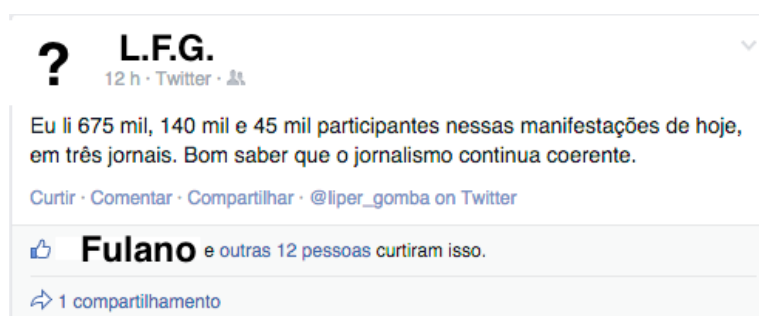 ?
L.F.G.
12 h · Twitter ·
Eu li 675 mil, 140 mil e 45 mil participantes nessas manifestações de hoje,
em três jornais. Bom saber que o jornalismo continua coerente.
Curtir · Comentar · Compartilhar · @liper_gomba on Twitter
Fulano e outras 12 pessoas curtiram isso.
1 compartilhamento